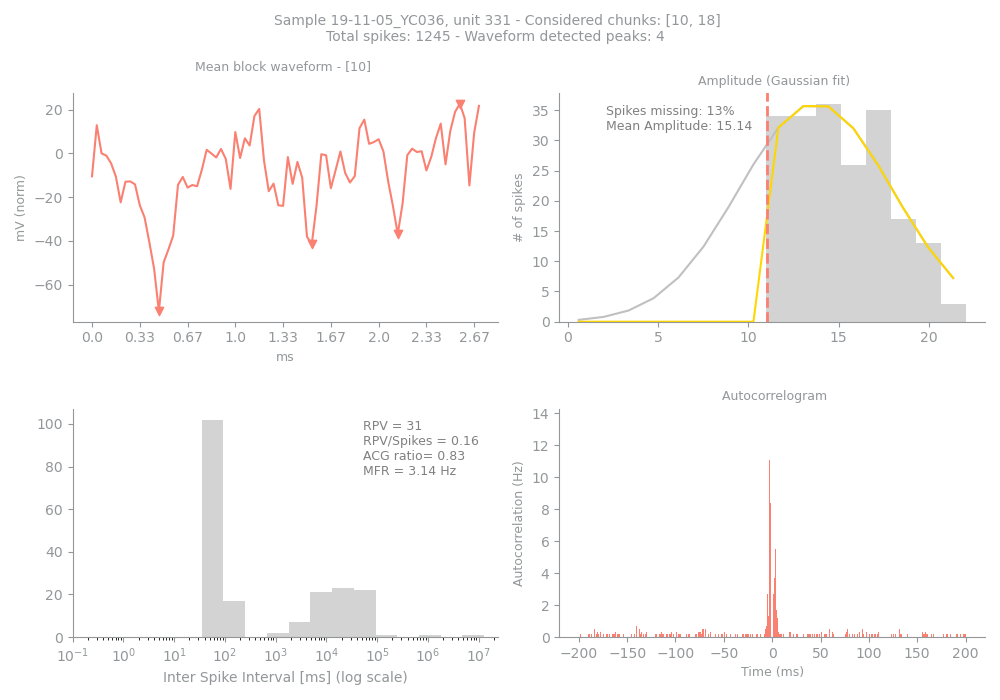 Sample 19-11-05_YC036, unit 331 - Considered chunks: [10, 18]
Total spikes: 1245 - Waveform detected peaks: 4
Mean block waveform - [10]
20
0
−20
−40
−60
mV (norm)
0.0 0.33 0.67 1.0 1.33 1.67 2.0 2.33 2.67
ms
Amplitude (Gaussian fit)
Spikes missing: 13%
Mean Amplitude: 15.14
35
30
25
20
15
10
5
0
# of spikes
0 5 10 15 20
100
80
60
40
20
0
RPV = 31
RPV/Spikes = 0.16
ACG ratio= 0.83
MFR = 3.14 Hz
10⁻¹ 10⁰ 10¹ 10² 10³ 10⁴ 10⁵ 10⁶ 10⁷
Inter Spike Interval [ms] (log scale)
Autocorrelogram
14
12
10
8
6
4
2
0
Autocorrelation (Hz)
−200 −150 −100 −50 0 50 100 150 200
Time (ms)